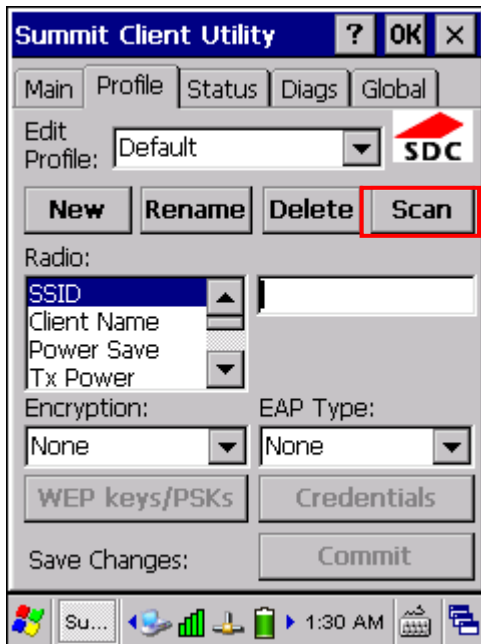 Summit Client Utility ? OK ×
Main Profile Status Diags Global
Edit Profile: Default SDC
New Rename Delete Scan
Radio:
SSID
Client Name
Power Save
Tx Power
Encryption: EAP Type:
None None
WEP keys/PSKs Credentials
Save Changes: Commit
Su... 1:30 AM